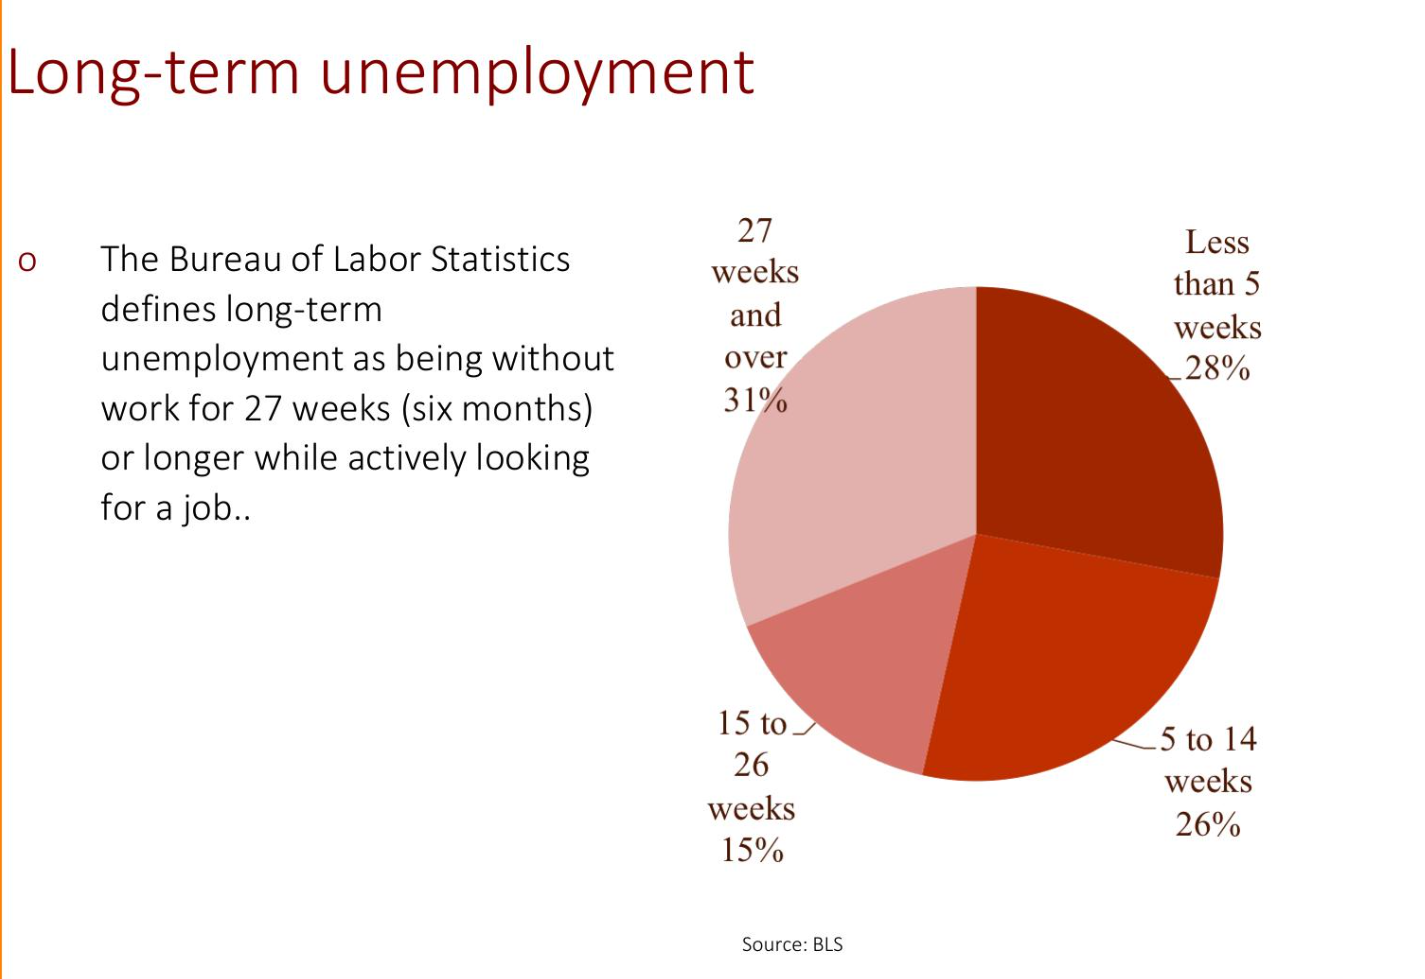 Long-term unemployment
o The Bureau of Labor Statistics
defines long-term
unemployment as being without
work for 27 weeks (six months)
or longer while actively looking
for a job..
27
weeks
and
over
31%
Less
than 5
weeks
28%
15 to
26
weeks
15%
5 to 14
weeks
26%
Source: BLS